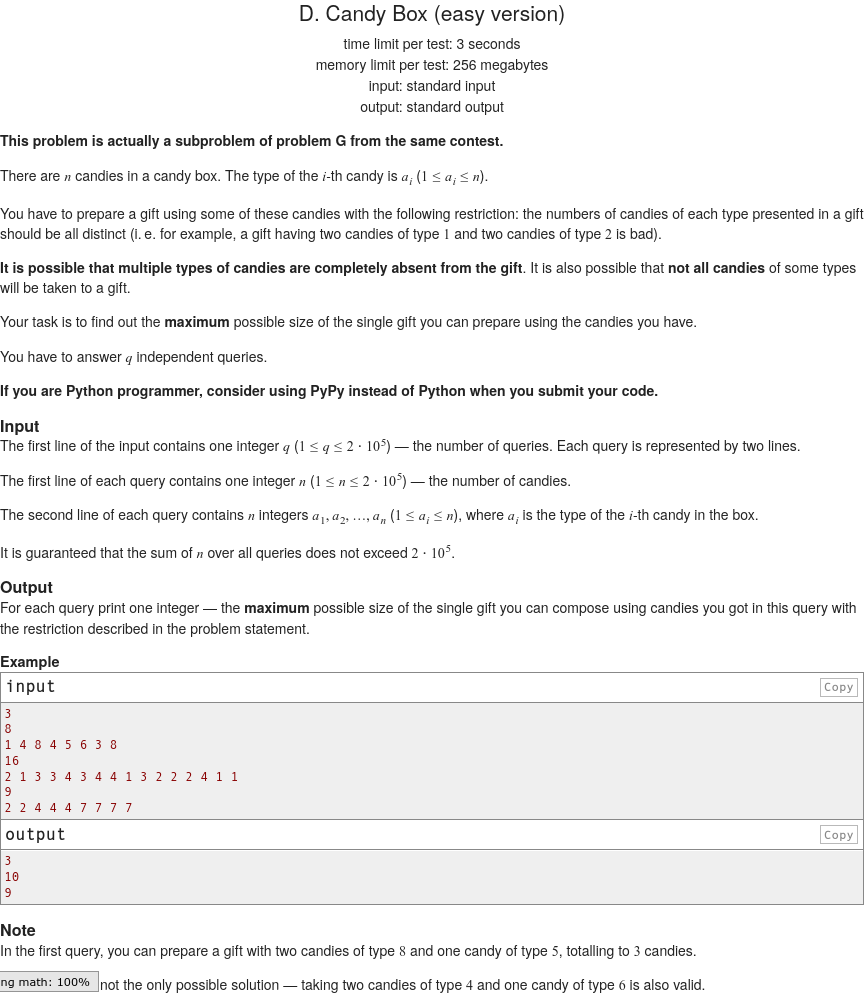 D. Candy Box (easy version)
time limit per test: 3 seconds
memory limit per test: 256 megabytes
input: standard input
output: standard output
This problem is actually a subproblem of problem G from the same contest.
There are n candies in a candy box. The type of the i-th candy is a_i (1 ≤ a_i ≤ n).
You have to prepare a gift using some of these candies with the following restriction: the numbers of candies of each type presented in a gift
should be all distinct (i. e. for example, a gift having two candies of type 1 and two candies of type 2 is bad).
It is possible that multiple types of candies are completely absent from the gift. It is also possible that not all candies of some types
will be taken to a gift.
Your task is to find out the maximum possible size of the single gift you can prepare using the candies you have.
You have to answer q independent queries.
If you are Python programmer, consider using PyPy instead of Python when you submit your code.
Input
The first line of the input contains one integer q (1 ≤ q ≤ 2 · 10^5) — the number of queries. Each query is represented by two lines.
The first line of each query contains one integer n (1 ≤ n ≤ 2 · 10^5) — the number of candies.
The second line of each query contains n integers a_1, a_2, …, a_n (1 ≤ a_i ≤ n), where a_i is the type of the i-th candy in the box.
It is guaranteed that the sum of n over all queries does not exceed 2 · 10^5.
Output
For each query print one integer — the maximum possible size of the single gift you can compose using candies you got in this query with
the restriction described in the problem statement.
Example
input Copy
3
8
1 4 8 4 5 6 3 8
16
2 1 3 3 4 3 4 4 1 3 2 2 2 4 1 1
9
2 2 4 4 4 7 7 7 7
output Copy
3
10
9
Note
In the first query, you can prepare a gift with two candies of type 8 and one candy of type 5, totalling to 3 candies.
ng math: 100% not the only possible solution — taking two candies of type 4 and one candy of type 6 is also valid.